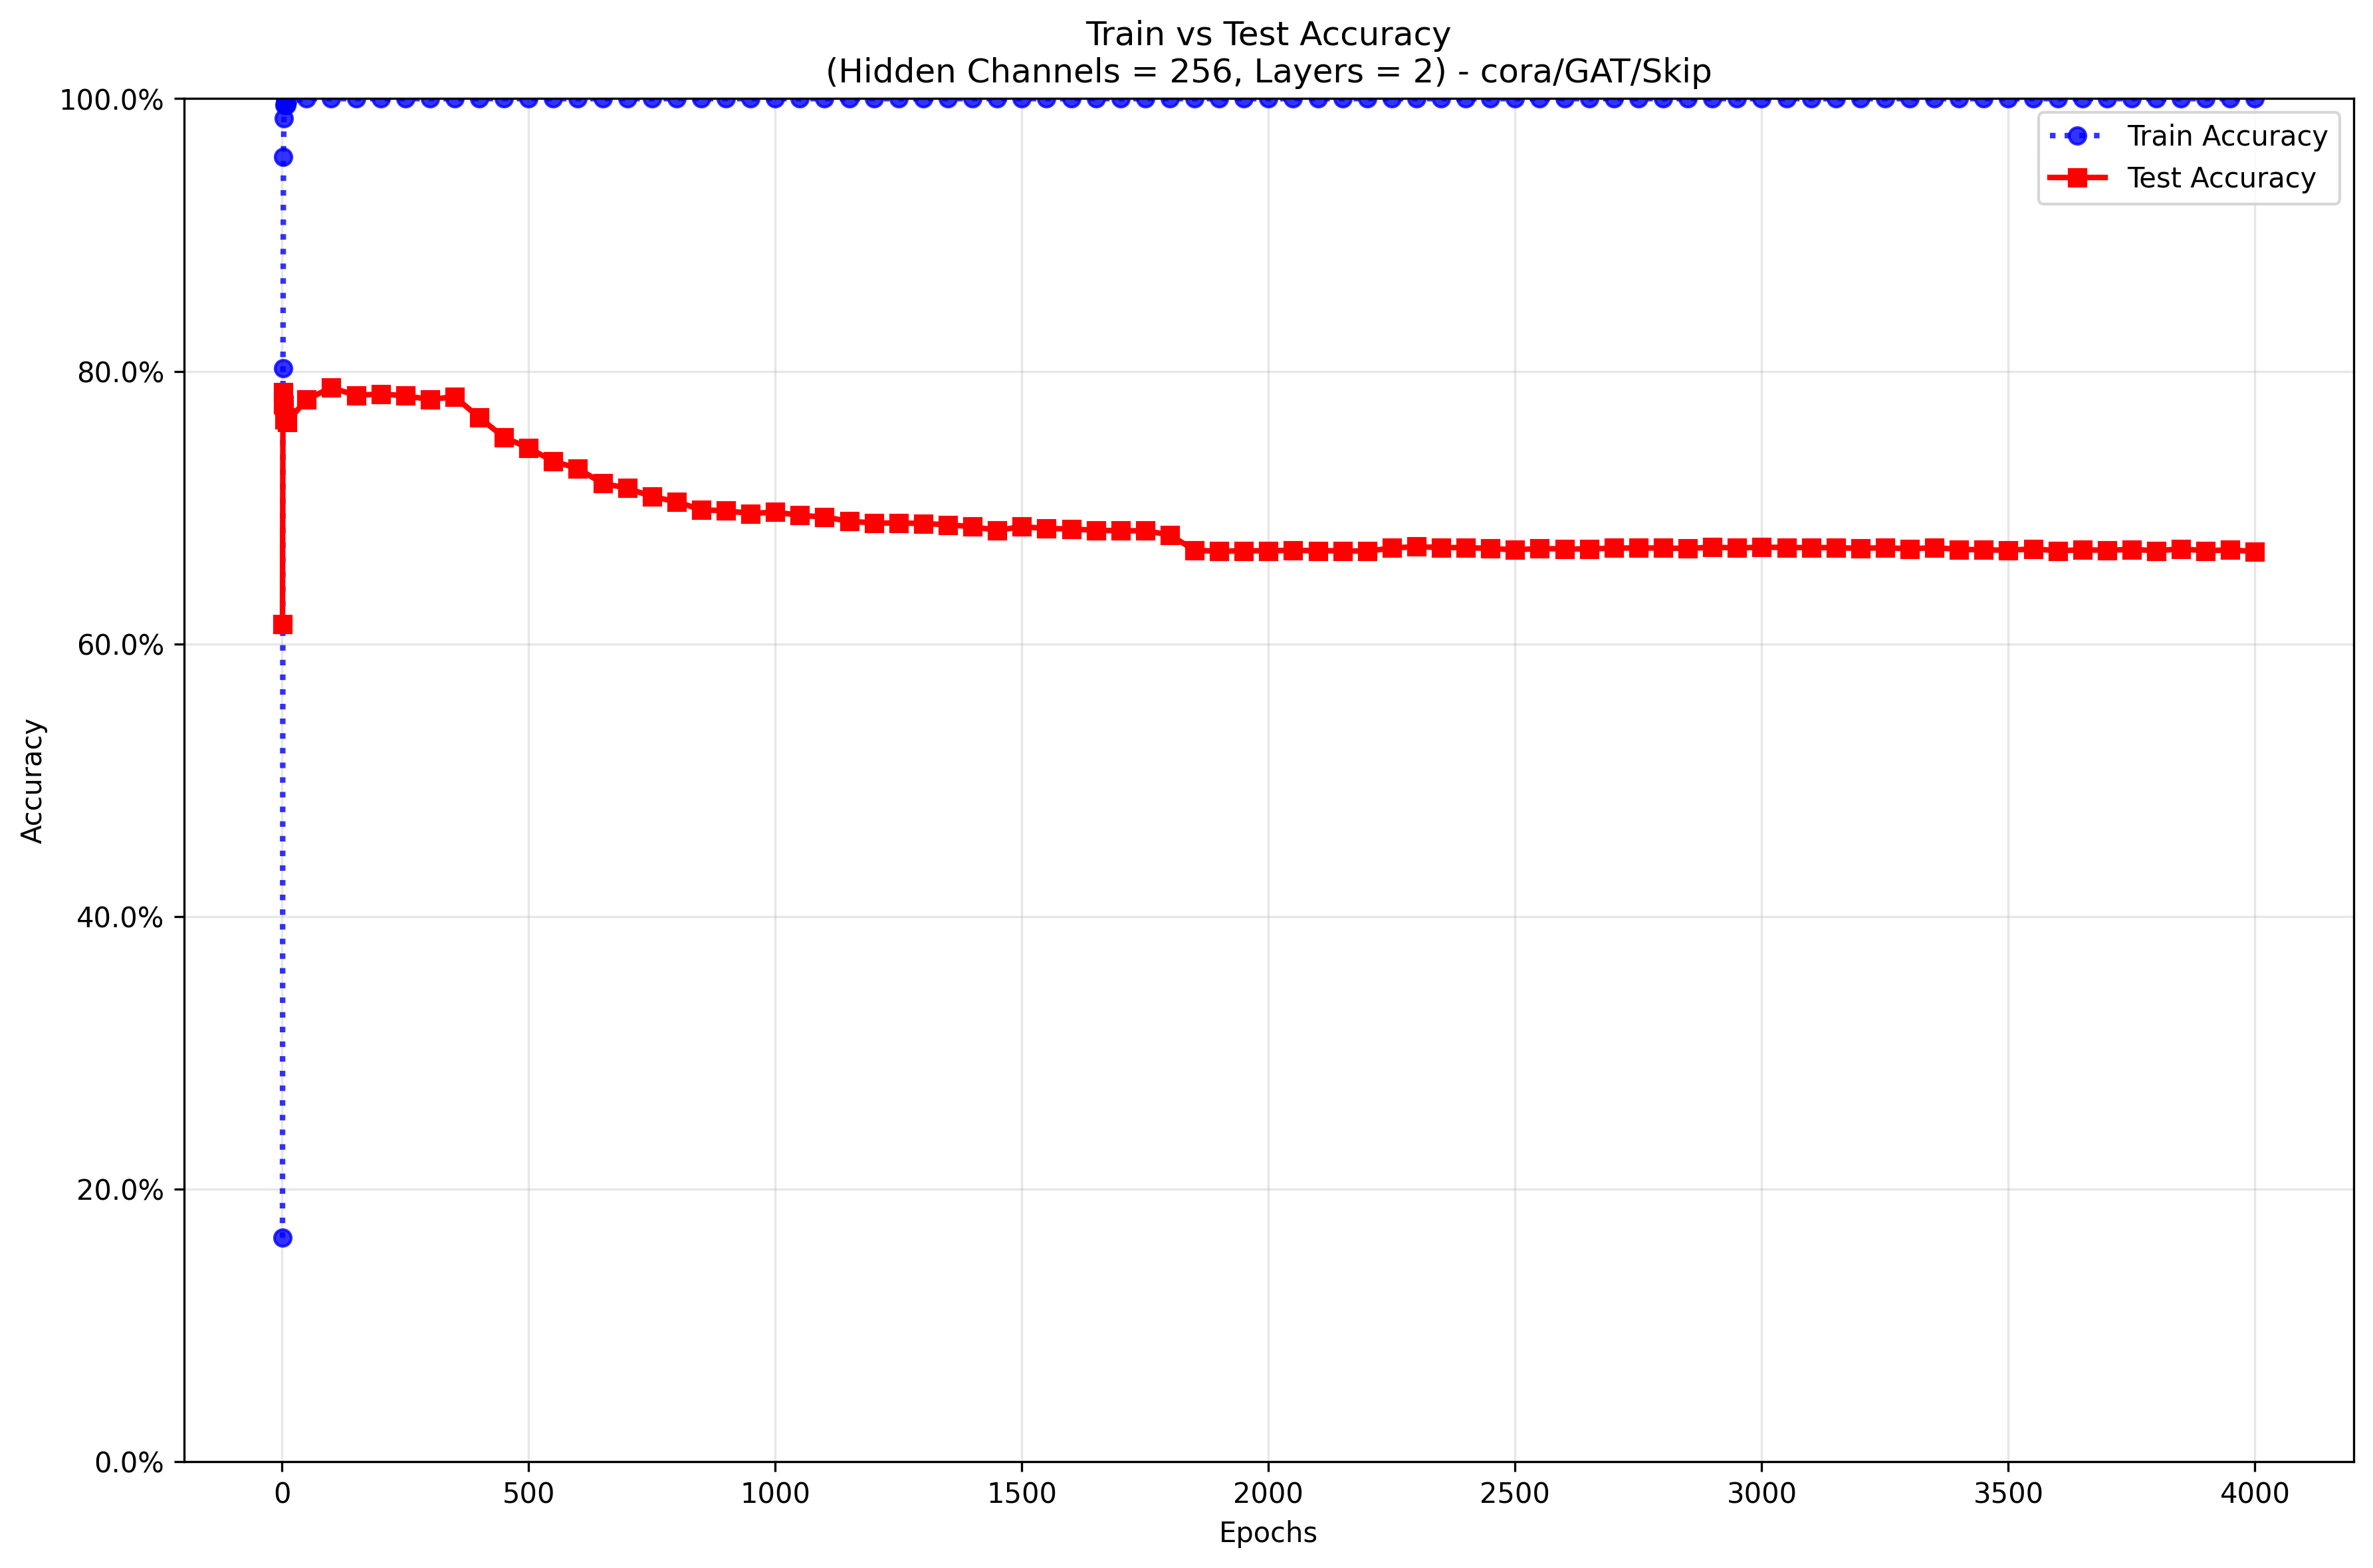 Train vs Test Accuracy
(Hidden Channels = 256, Layers = 2) - cora/GAT/Skip
100.0%
80.0%
60.0%
40.0%
20.0%
0.0%
Accuracy
Train Accuracy
Test Accuracy
0 500 1000 1500 2000 2500 3000 3500 4000
Epochs